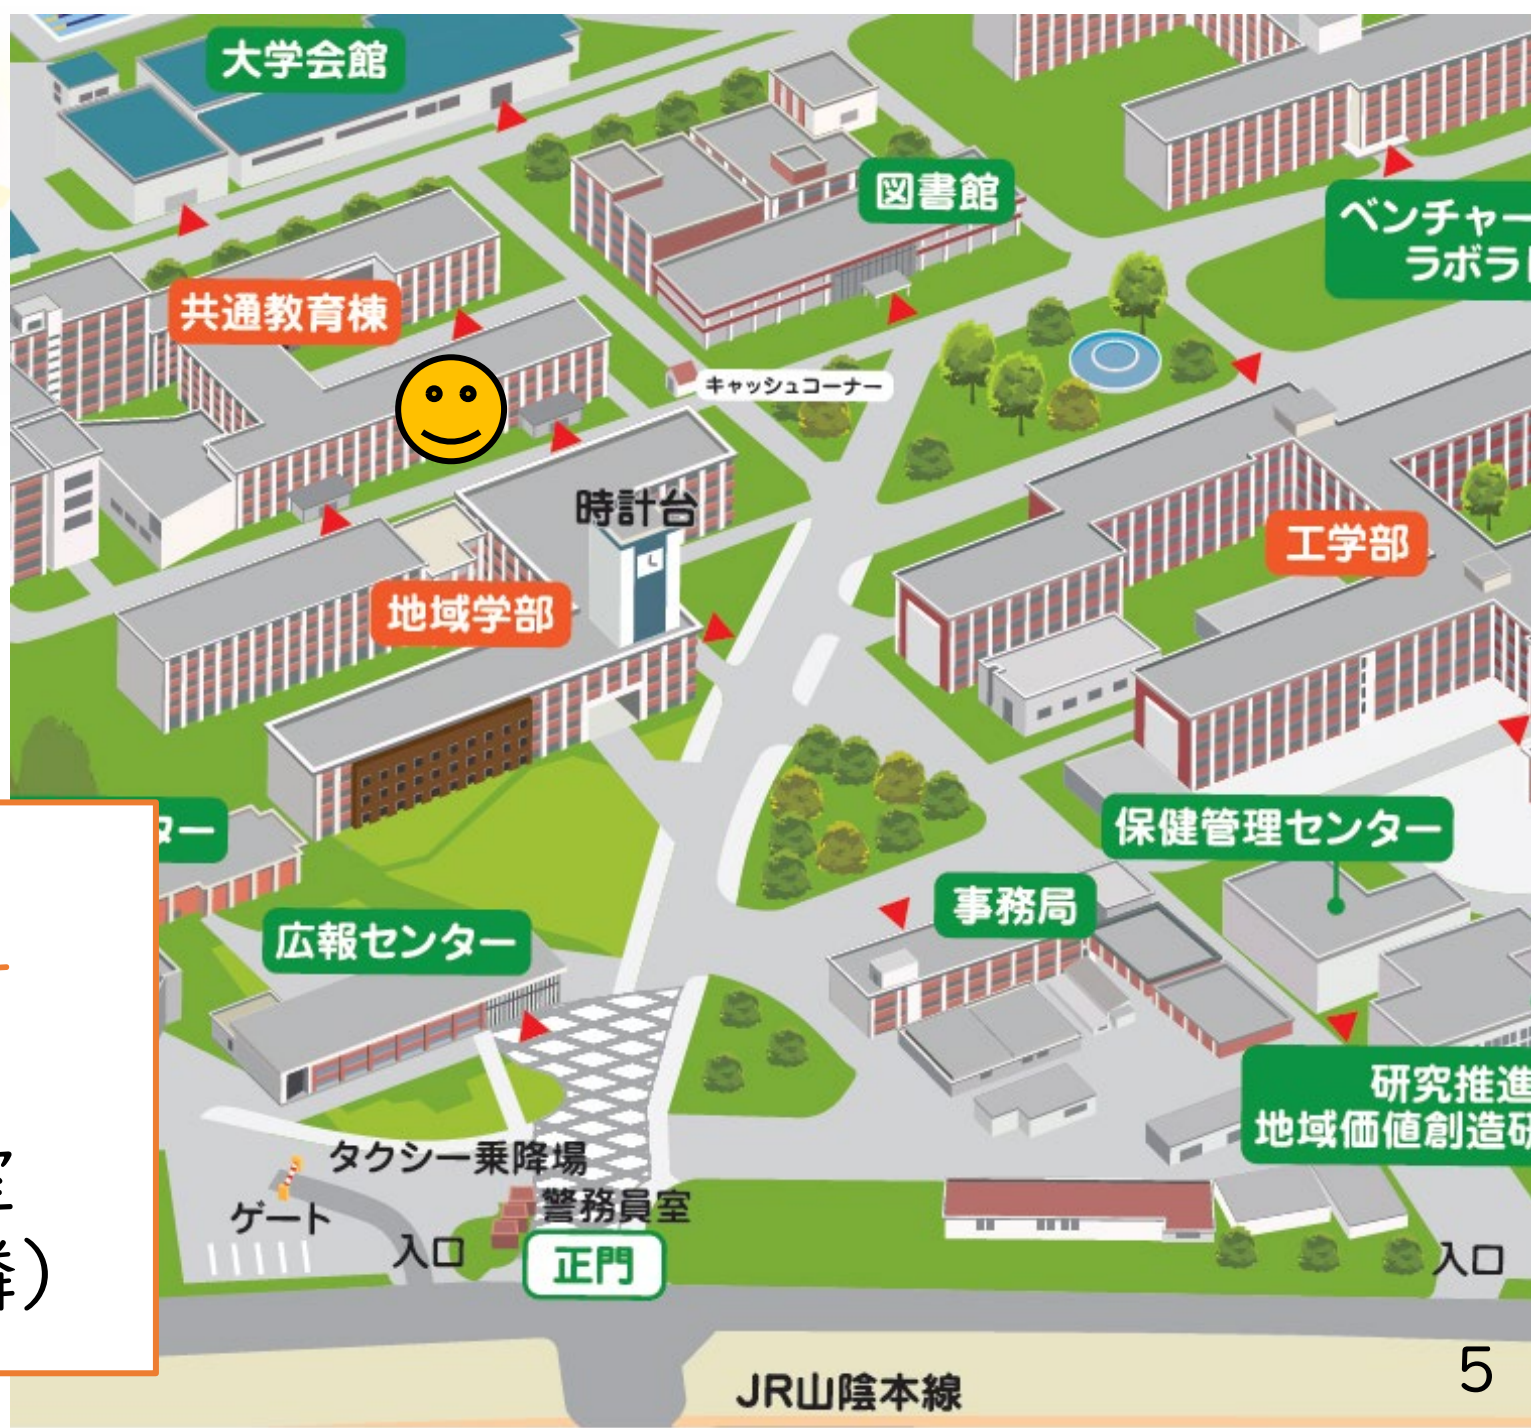 大学会館
図書館
ベンチャー
ラボラ
共通教育棟
キャッシュコーナー
時計台
工学部
地域学部
保健管理センター
ター
事務局
広報センター
研究推進
地域価値創造研
タクシー乗降場
警務員室
ゲート
入口
正門
入口
JR山陰本線
5